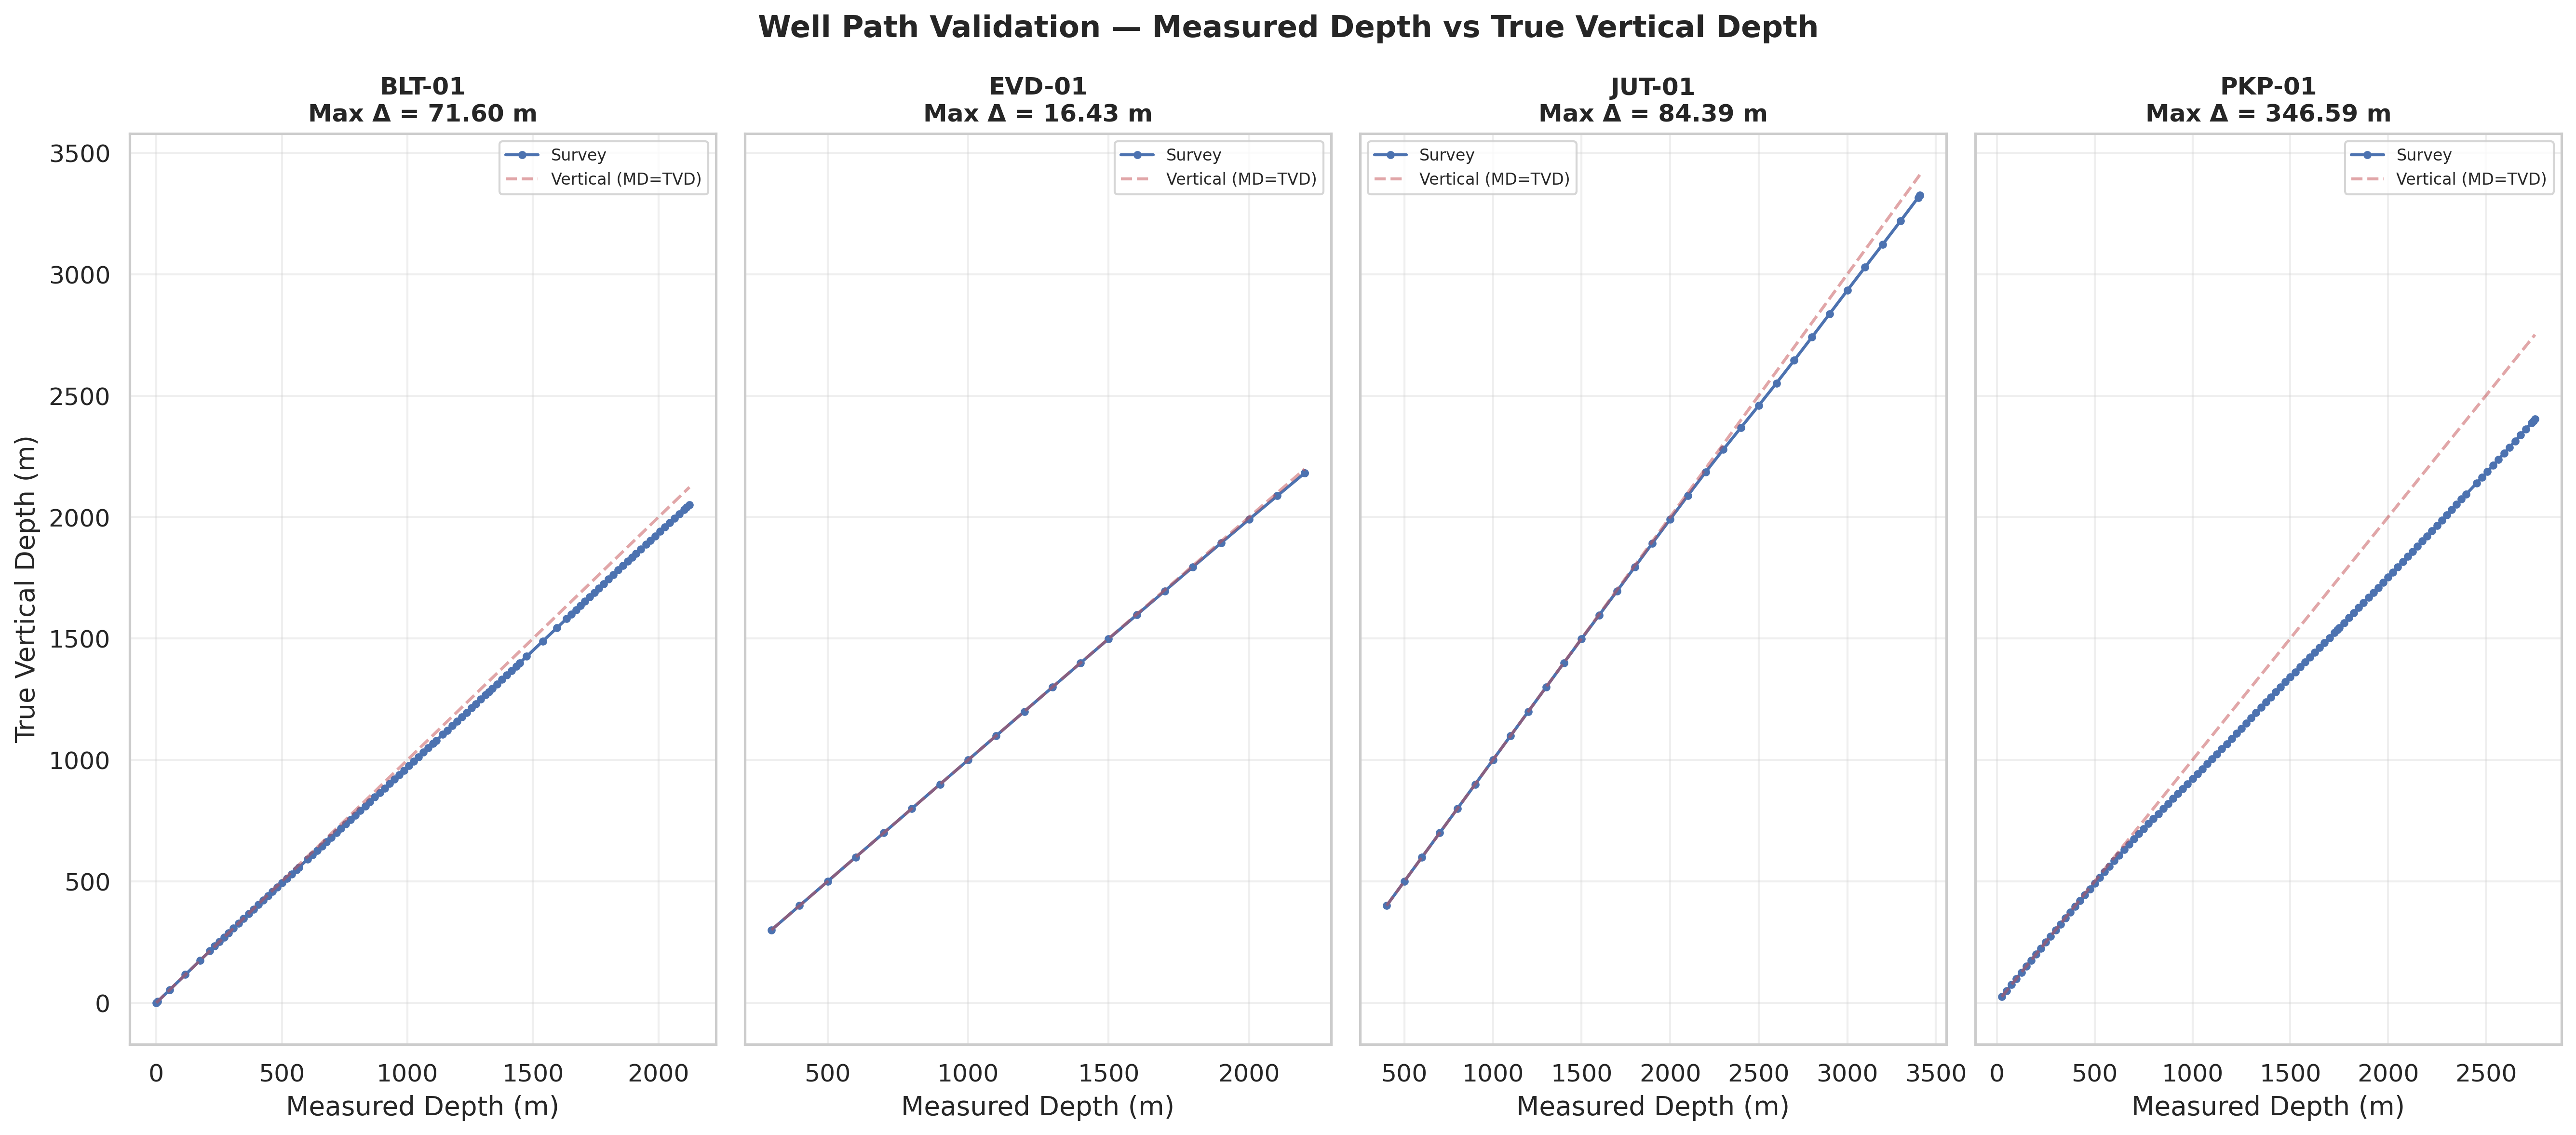 Well Path Validation — Measured Depth vs True Vertical Depth
BLT-01
Max Δ = 71.60 m
EVD-01
Max Δ = 16.43 m
JUT-01
Max Δ = 84.39 m
PKP-01
Max Δ = 346.59 m
Survey
Vertical (MD=TVD)
Survey
Vertical (MD=TVD)
Survey
Vertical (MD=TVD)
Survey
Vertical (MD=TVD)
True Vertical Depth (m)
3500
3000
2500
2000
1500
1000
500
0
0 500 1000 1500 2000
500 1000 1500 2000
500 1000 1500 2000 2500 3000 3500
0 500 1000 1500 2000 2500
Measured Depth (m)
Measured Depth (m)
Measured Depth (m)
Measured Depth (m)